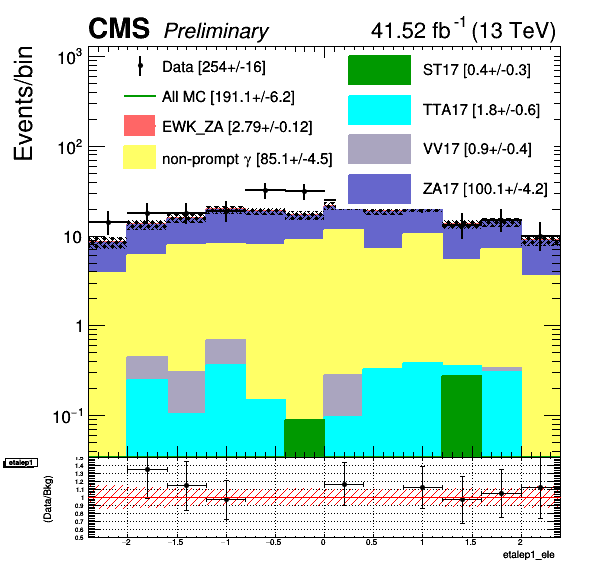 CMS Preliminary 41.52 fb⁻¹ (13 TeV)
Events/bin
10³
10²
10
1
10⁻¹
Data [254+/-16]
All MC [191.1+/-6.2]
EWK_ZA [2.79+/-0.12]
non-prompt γ [85.1+/-4.5]
ST17 [0.4+/-0.3]
TTA17 [1.8+/-0.6]
VV17 [0.9+/-0.4]
ZA17 [100.1+/-4.2]
etalep1
(Data/Bkg)
1.5
1.4
1.3
1.2
1.1
1
0.9
0.8
0.7
0.6
0.5
−2 −1.5 −1 −0.5 0 0.5 1 1.5 2
etalep1_ele